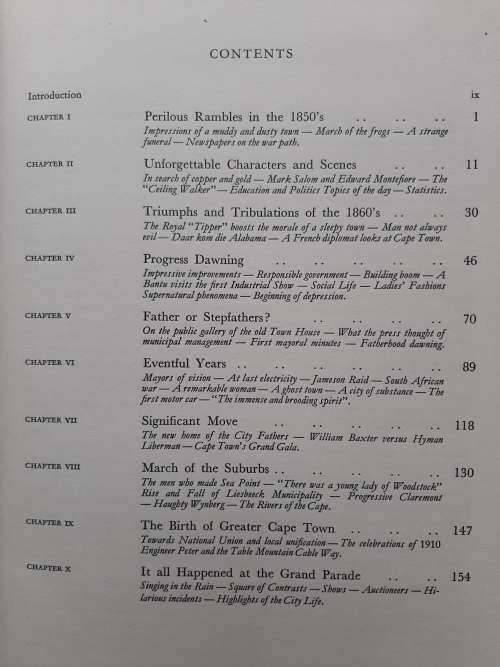 CONTENTS
Introduction ix
CHAPTER I Perilous Rambles in the 1850's .. .. .. 1
Impressions of a muddy and dusty town — March of the frogs — A strange
funeral — Newspapers on the war path.
CHAPTER II Unforgettable Characters and Scenes .. .. 11
In search of copper and gold — Mark Salom and Edward Montefiore — The
"Ceiling Walker" — Education and Politics Topics of the day — Statistics.
CHAPTER III Triumphs and Tribulations of the 1860's .. .. 30
The Royal "Tipper" boosts the morale of a sleepy town — Man not always
evil — Daar kom die Alabama — A French diplomat looks at Cape Town.
CHAPTER IV Progress Dawning .. .. .. .. .. 46
Impressive improvements — Responsible government — Building boom — A
Bantu visits the first Industrial Show — Social Life — Ladies' Fashions
Supernatural phenomena — Beginning of depression.
CHAPTER V Father or Stepfathers? .. .. .. .. 70
On the public gallery of the old Town House — What the press thought of
municipal management — First mayoral minutes — Fatherhood dawning.
CHAPTER VI Eventful Years .. .. .. .. .. .. 89
Mayors of vision — At last electricity — Jameson Raid — South African
war — A remarkable woman — A ghost town — A city of substance — The
first motor car — "The immense and brooding spirit".
CHAPTER VII Significant Move .. .. .. .. .. 118
The new home of the City Fathers — William Baxter versus Hyman
Liberman — Cape Town's Grand Gala.
CHAPTER VIII March of the Suburbs .. .. .. .. .. 130
The men who made Sea Point — "There was a young lady of Woodstock"
Rise and Fall of Liesbeeck Municipality — Progressive Claremont
— Haughty Wynberg — The Rivers of the Cape.
CHAPTER IX The Birth of Greater Cape Town .. .. .. 147
Towards National Union and local unification — The celebrations of 1910
Engineer Peter and the Table Mountain Cable Way.
CHAPTER X It all Happened at the Grand Parade .. .. 154
Singing in the Rain — Square of Contrasts — Shows — Auctioneers — Hi-
larious incidents — Highlights of the City Life.